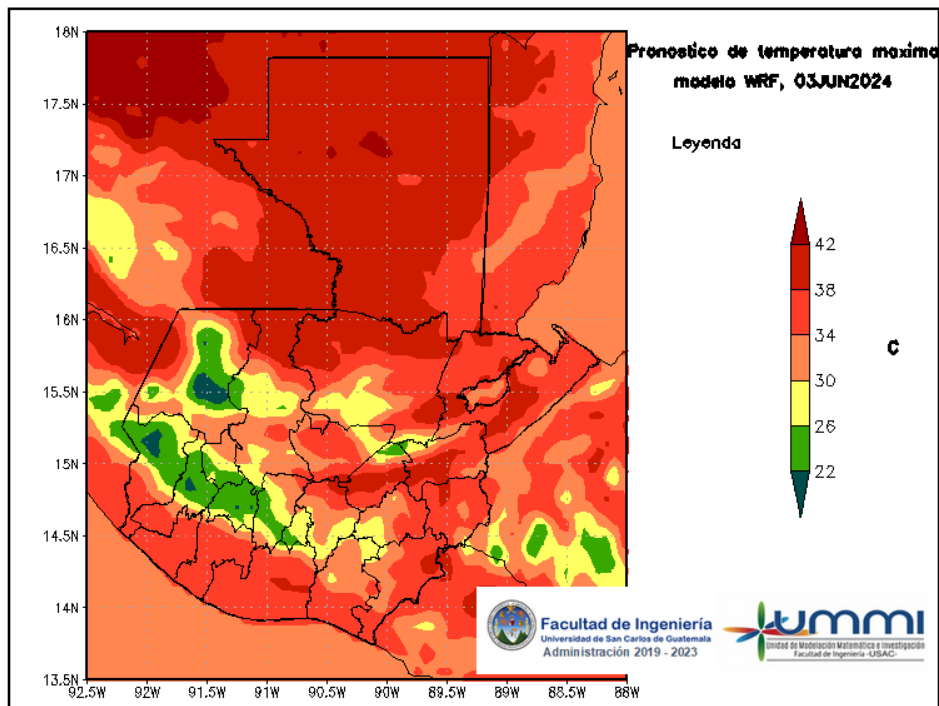 Pronostico de temperatura maxima
modelo WRF, 03JUN2024
Leyenda
42
38
34
30
26
22
C
18N
17.5N
17N
16.5N
16N
15.5N
15N
14.5N
14N
13.5N
92.5W 92W 91.5W 91W 90.5W 90W 89.5W 89W 88.5W 88W
Facultad de Ingeniería
Universidad de San Carlos de Guatemala
Administración 2019 - 2023
UMMI
Unidad de Modelación Matemática e Investigación
Facultad de Ingeniería -USAC-